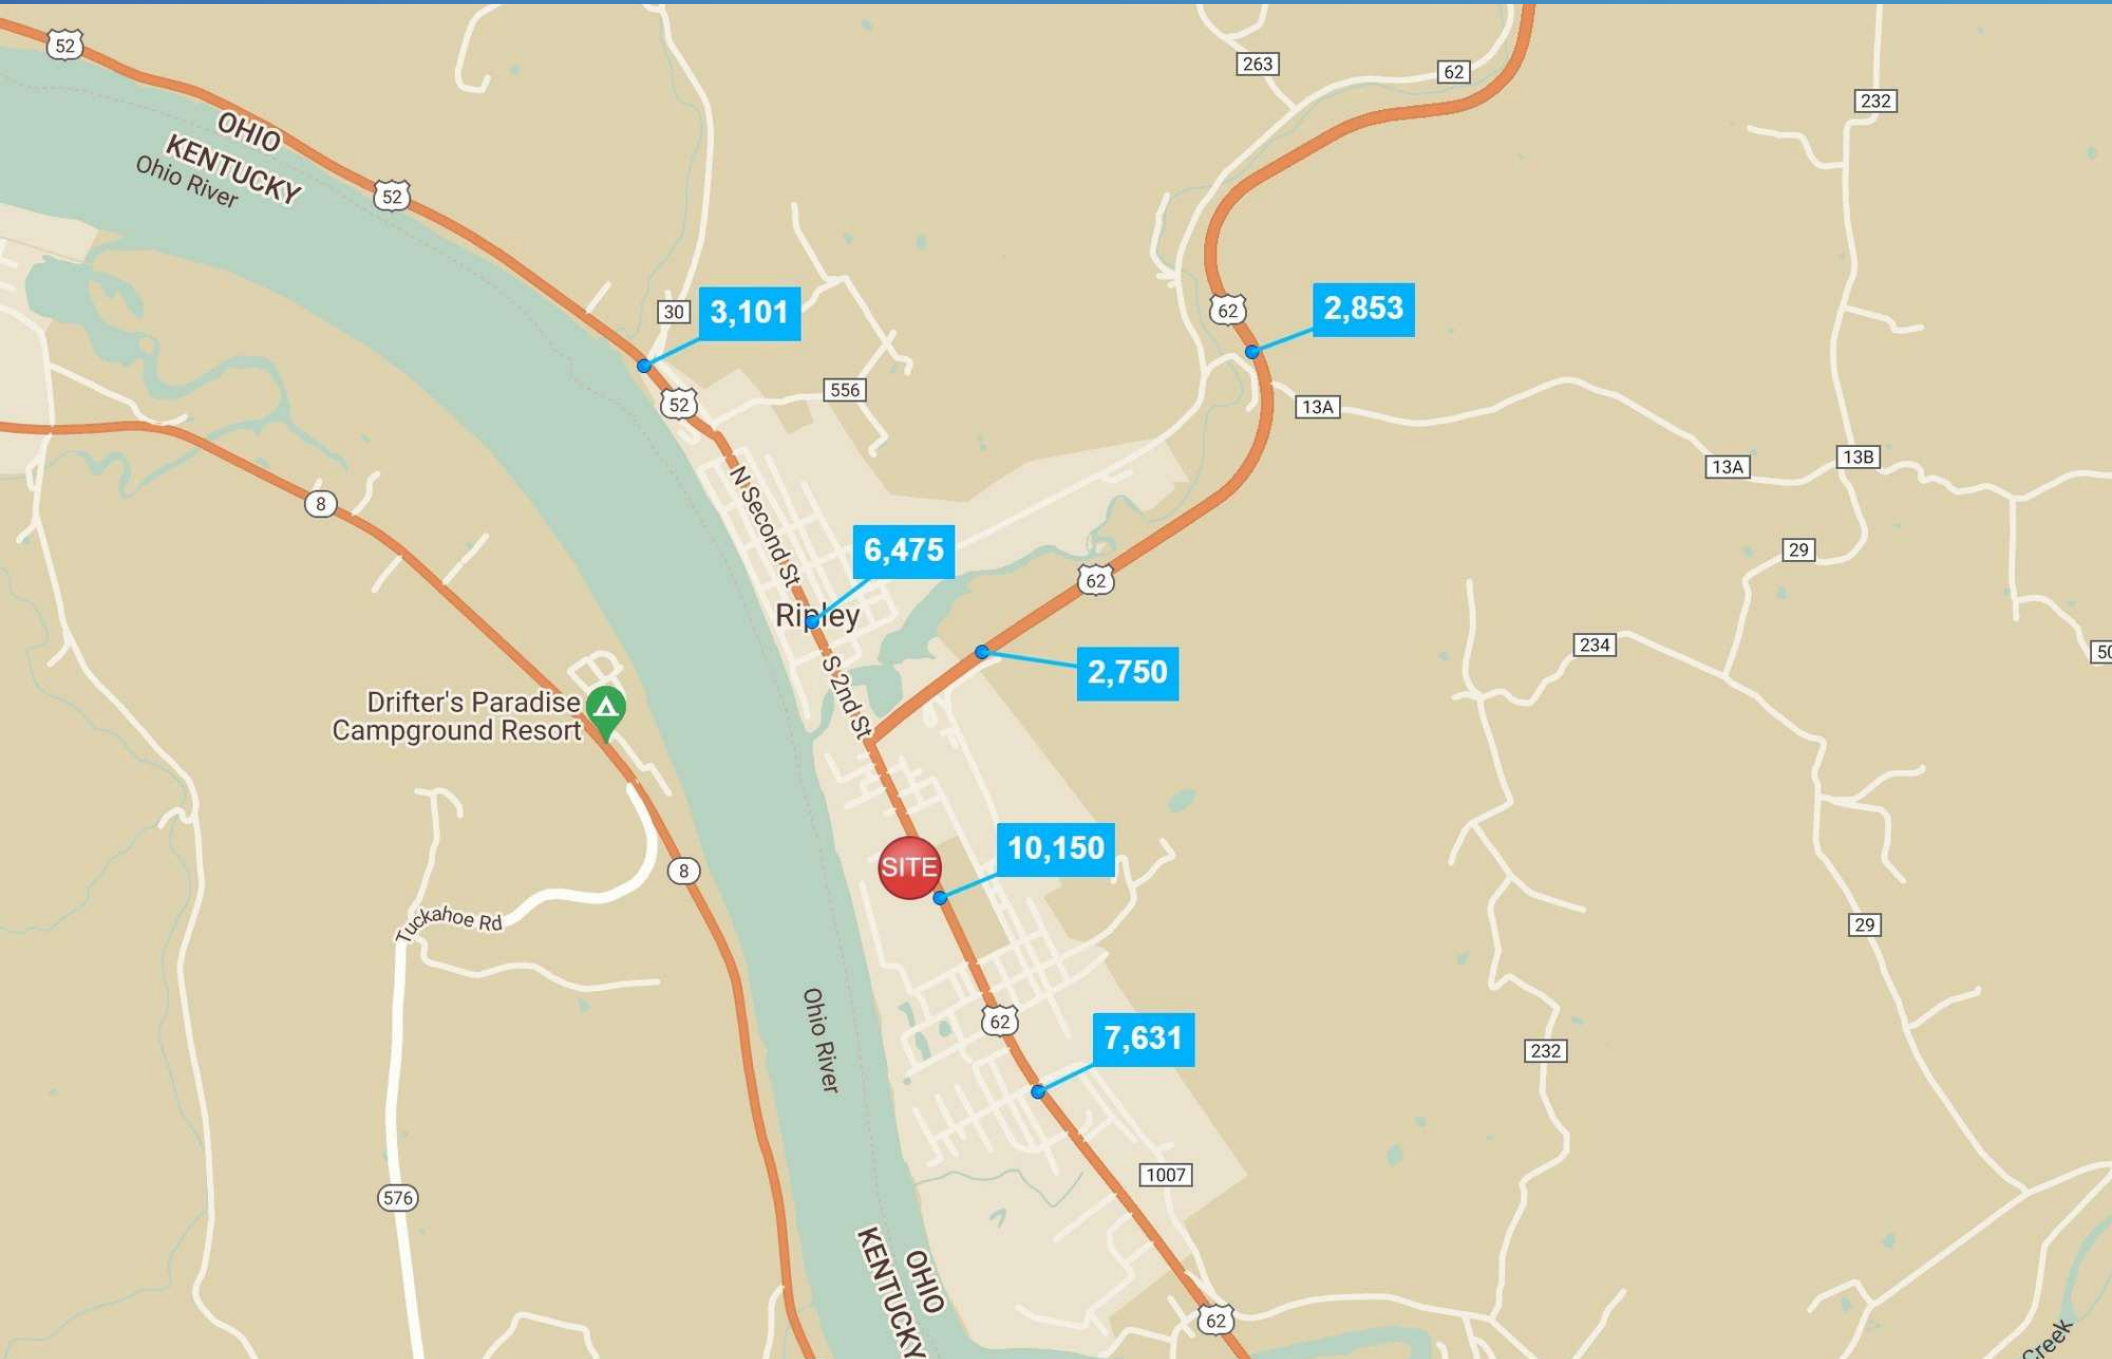 52
263
62
232
OHIO
KENTUCKY
Ohio River
52
30
3,101
62
2,853
52
556
13A
13A
13B
8
N Second St
6,475
29
62
Ripley
234
50
S 2nd St
2,750
Drifter's Paradise
Campground Resort
SITE
10,150
8
Tuckahoe Rd
29
Ohio River
62
7,631
232
1007
576
OHIO
KENTUCKY
62
Creek